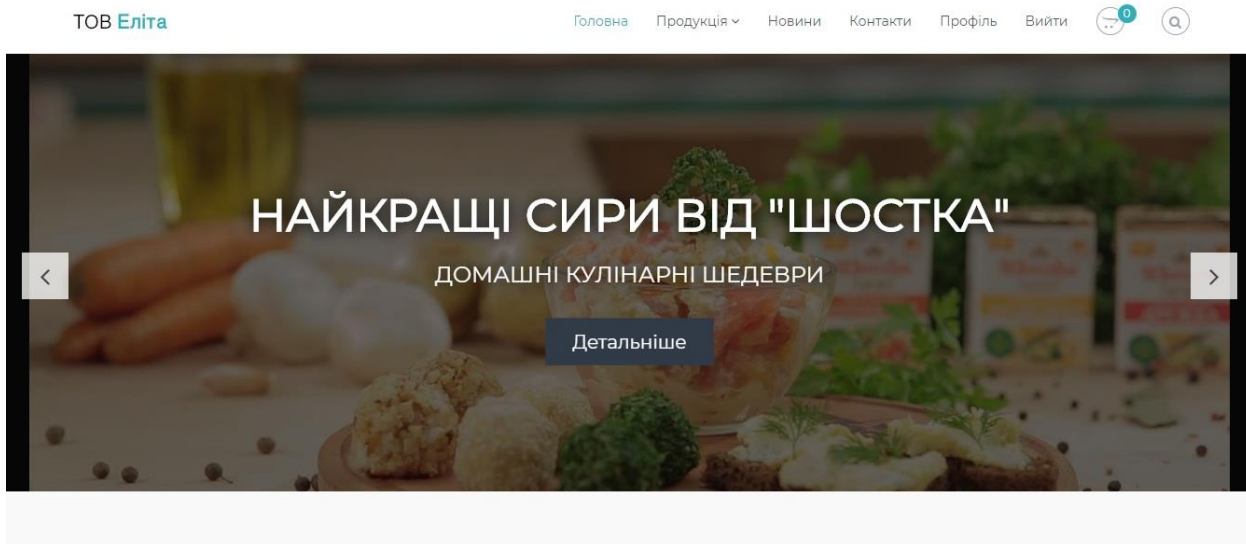 ТОВ Еліта
Головна Продукція Новини Контакти Профіль Вийти 0
НАЙКРАЩІ СИРИ ВІД "ШОСТКА"
ДОМАШНІ КУЛІНАРНІ ШЕДЕВРИ
Детальніше